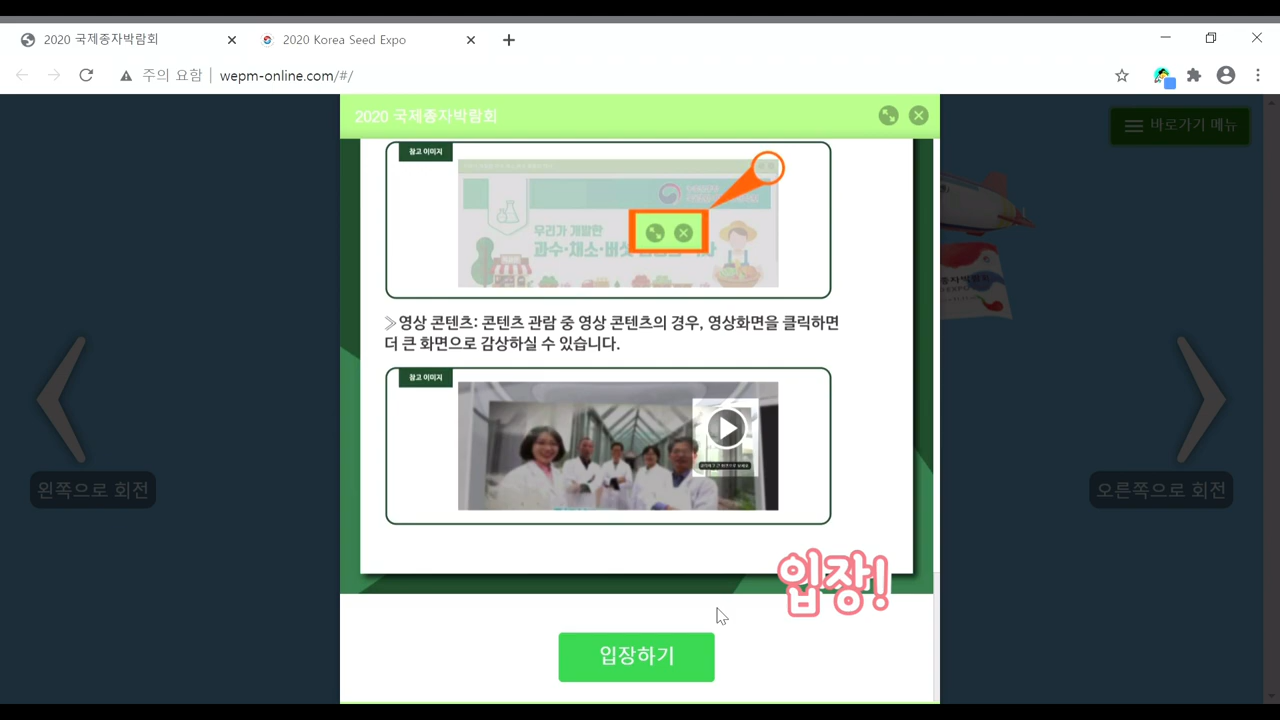 2020 국제종자박람회
2020 Korea Seed Expo
주의 요함
wepm-online.com/#/
2020 국제종자박람회
바로가기 메뉴
참고 이미지
우리가 개발한
과수·채소·버섯
≫영상 콘텐츠: 콘텐츠 관람 중 영상 콘텐츠의 경우, 영상화면을 클릭하면
더 큰 화면으로 감상하실 수 있습니다.
참고 이미지
왼쪽으로 회전
오른쪽으로 회전
입장!
입장하기